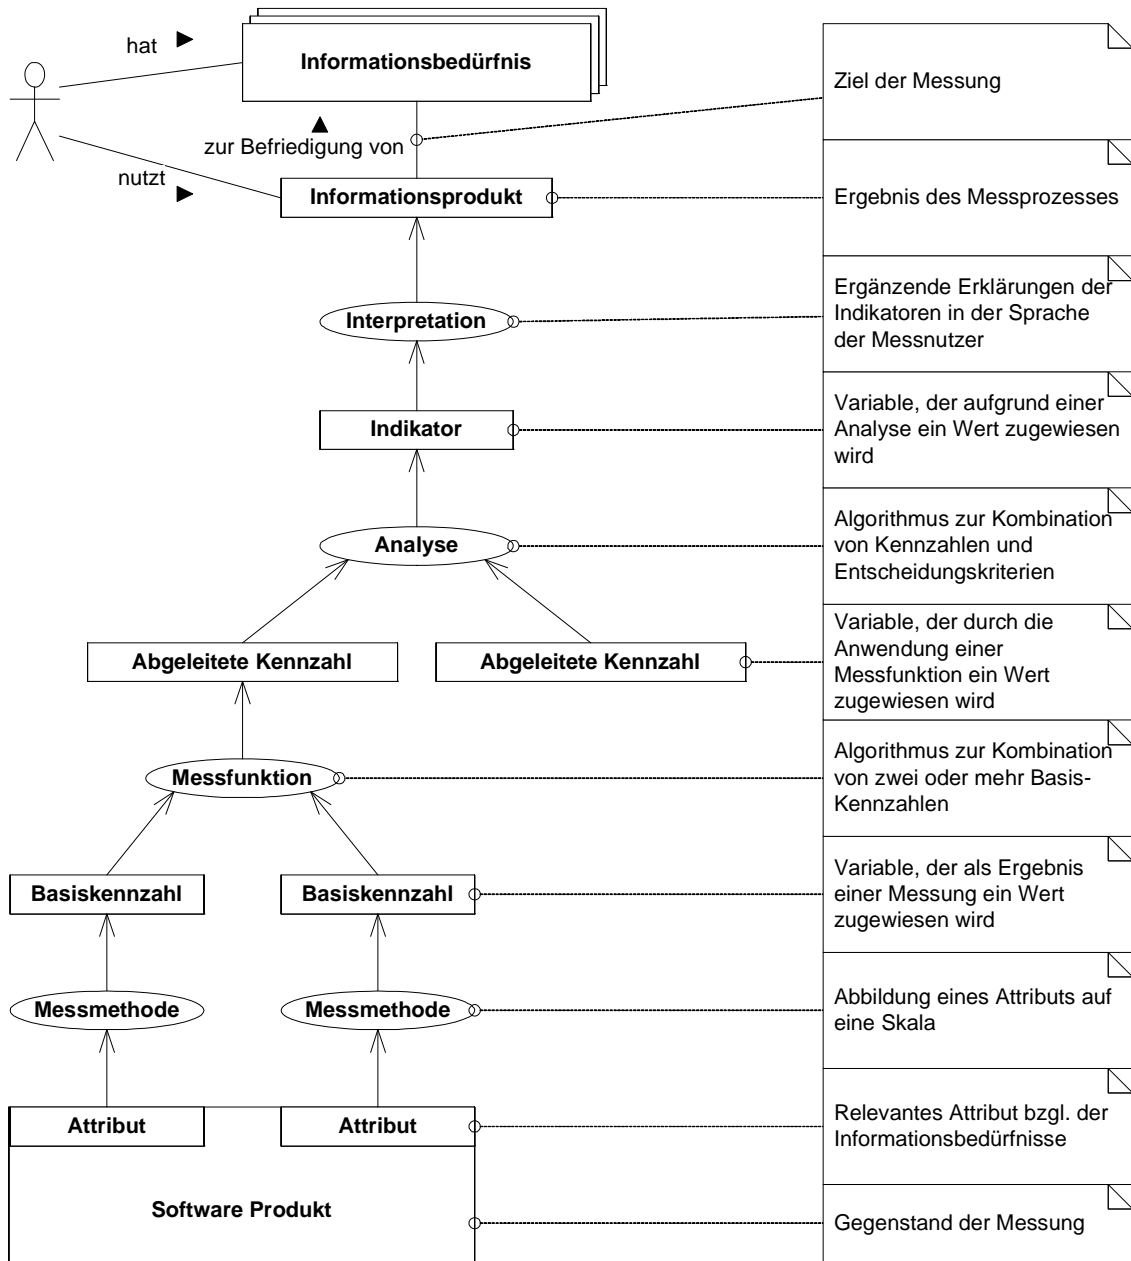 hat
Informationsbedürfnis
Ziel der Messung
zur Befriedigung von
nutzt
Informationsprodukt
Ergebnis des Messprozesses
Interpretation
Ergänzende Erklärungen der
Indikatoren in der Sprache
der Messnutzer
Indikator
Variable, der aufgrund einer
Analyse ein Wert zugewiesen
wird
Analyse
Algorithmus zur Kombination
von Kennzahlen und
Entscheidungskriterien
Abgeleitete Kennzahl
Abgeleitete Kennzahl
Variable, der durch die
Anwendung einer
Messfunktion ein Wert
zugewiesen wird
Messfunktion
Algorithmus zur Kombination
von zwei oder mehr Basis-
Kennzahlen
Basiskennzahl
Basiskennzahl
Variable, der als Ergebnis
einer Messung ein Wert
zugewiesen wird
Messmethode
Messmethode
Abbildung eines Attributs auf
eine Skala
Attribut
Attribut
Relevantes Attribut bzgl. der
Informationsbedürfnisse
Software Produkt
Gegenstand der Messung